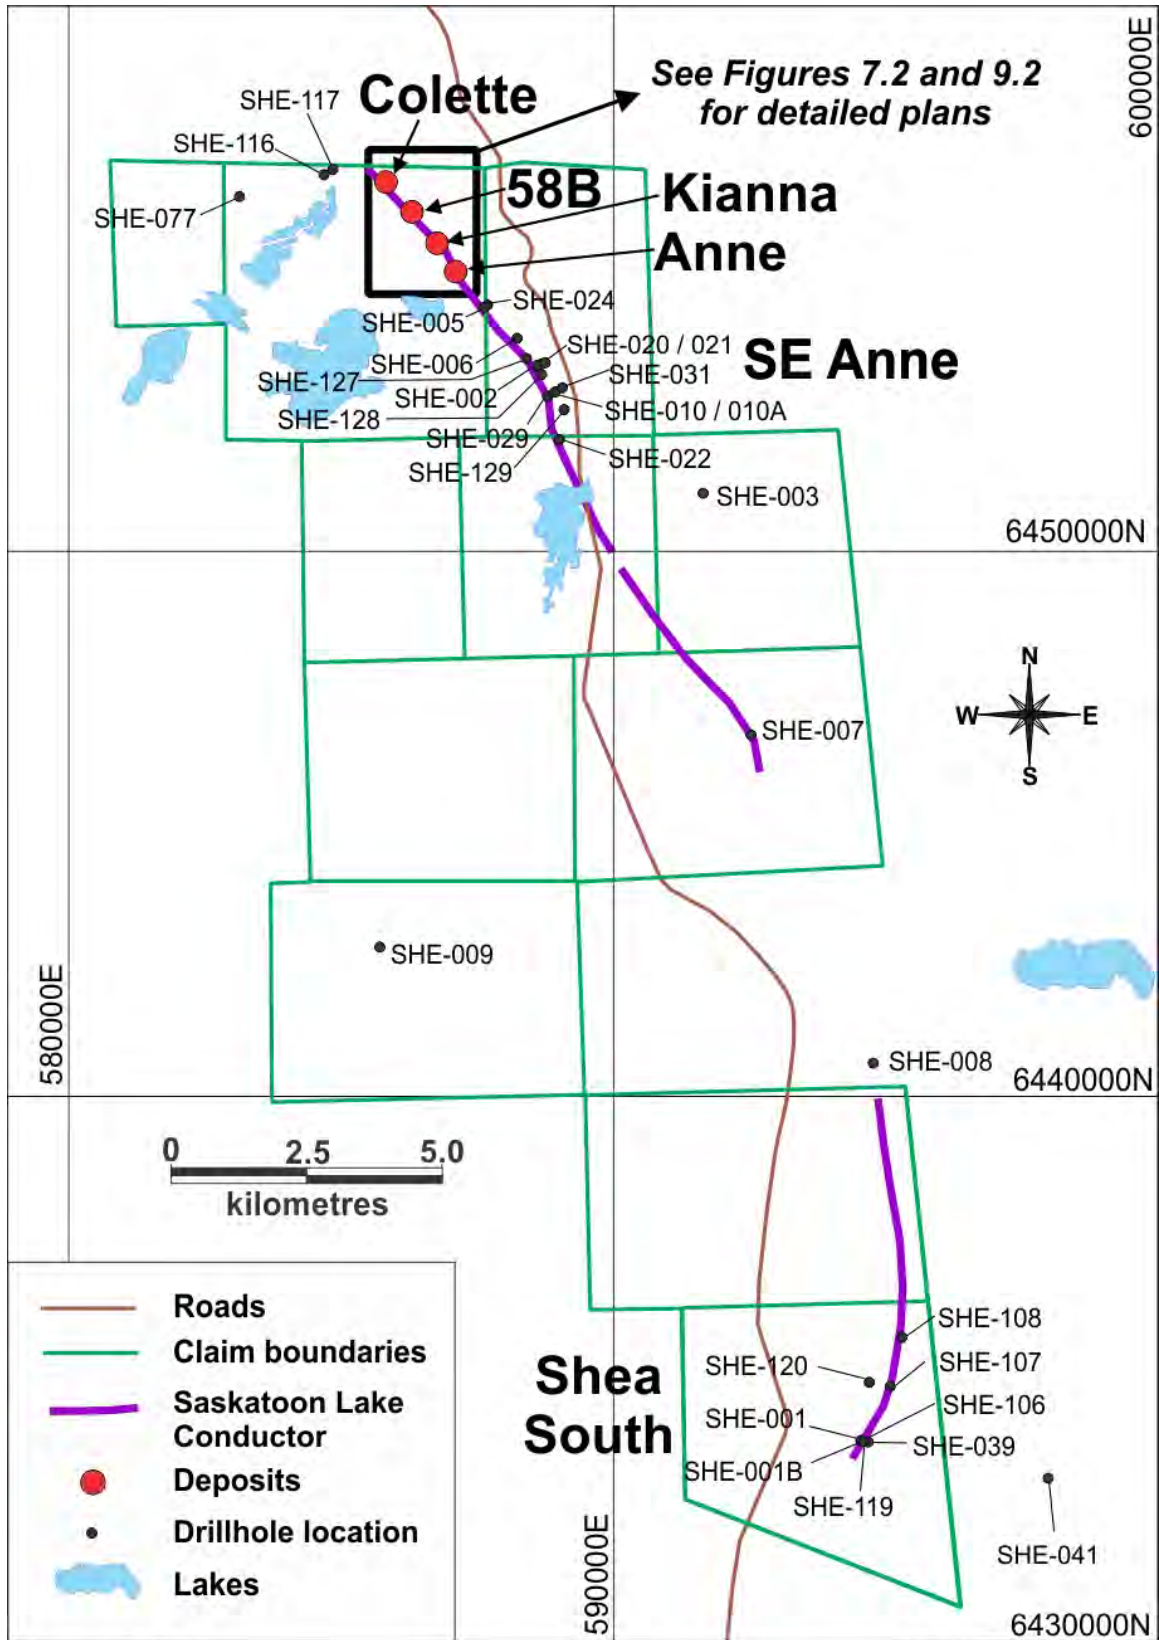 600000E
See Figures 7.2 and 9.2
for detailed plans
Colette
SHE-117
SHE-116
SHE-077
58B
Kianna
Anne
SHE-024
SHE-005
SHE-006
SHE-020 / 021
SE Anne
SHE-127
SHE-031
SHE-002
SHE-128
SHE-010 / 010A
SHE-029
SHE-022
SHE-129
SHE-003
6450000N
N
W
E
S
SHE-007
SHE-009
580000E
SHE-008
6440000N
0
2.5
5.0
kilometres
Roads
Claim boundaries
Saskatoon Lake
Conductor
Deposits
Drillhole location
Lakes
Shea
South
SHE-108
SHE-120
SHE-107
SHE-106
SHE-001
SHE-039
SHE-001B
SHE-119
SHE-041
590000E
6430000N